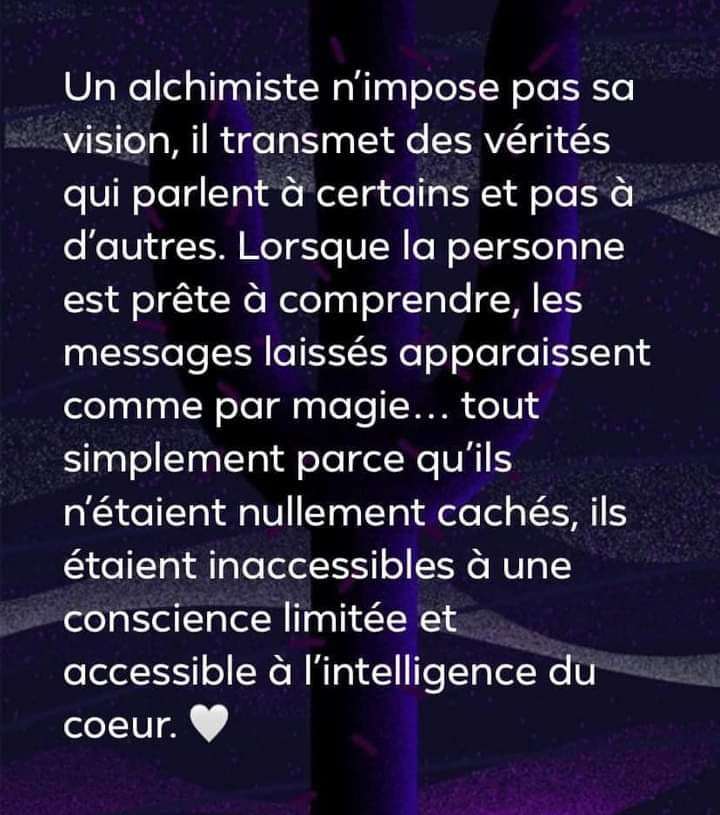 Un alchimiste n’impose pas sa
vision, il transmet des vérités
qui parlent à certains et pas à
d’autres. Lorsque la personne
est prête à comprendre, les
messages laissés apparaissent
comme par magie... tout
simplement parce qu’ils
n’étaient nullement cachés, ils
étaient inaccessibles à une
conscience limitée et
accessible à l’intelligence du
coeur. 🤍